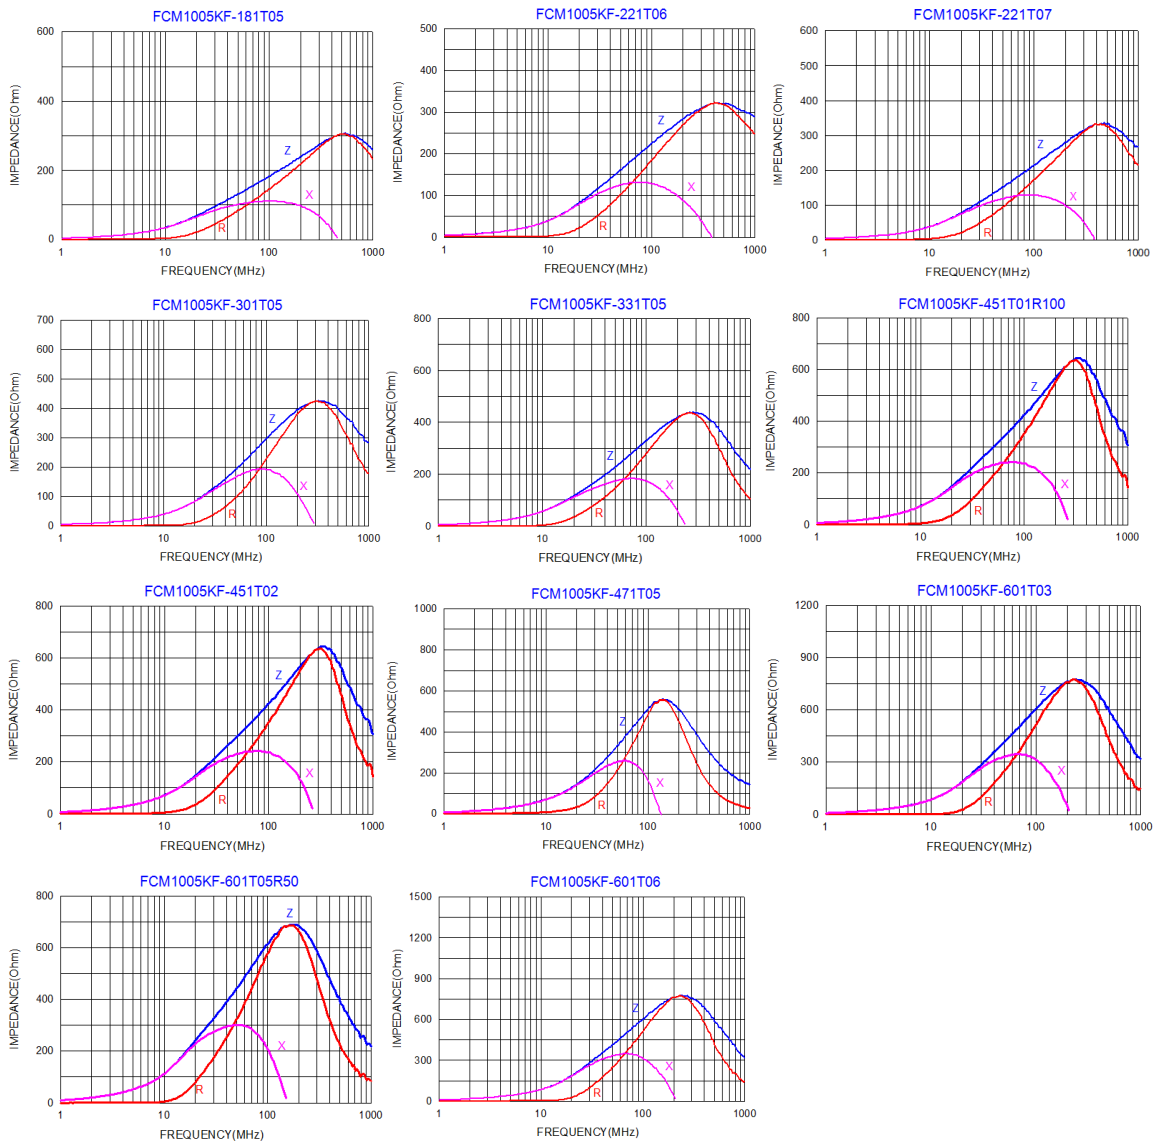 FCM1005KF-181T05
IMPEDANCE(Ohm)
600
400
200
0
Z
X
R
1 10 100 1000
FREQUENCY(MHz)
FCM1005KF-221T06
IMPEDANCE(Ohm)
500
400
300
200
100
0
Z
X
R
1 10 100 1000
FREQUENCY(MHz)
FCM1005KF-221T07
IMPEDANCE(Ohm)
600
500
400
300
200
100
0
Z
X
R
1 10 100 1000
FREQUENCY(MHz)
FCM1005KF-301T05
IMPEDANCE(Ohm)
700
600
500
400
300
200
100
0
Z
X
R
1 10 100 1000
FREQUENCY(MHz)
FCM1005KF-331T05
IMPEDANCE(Ohm)
800
600
400
200
0
Z
X
R
1 10 100 1000
FREQUENCY(MHz)
FCM1005KF-451T01R100
IMPEDANCE(Ohm)
800
600
400
200
0
Z
X
R
1 10 100 1000
FREQUENCY(MHz)
FCM1005KF-451T02
IMPEDANCE(Ohm)
800
600
400
200
0
Z
X
R
1 10 100 1000
FREQUENCY(MHz)
FCM1005KF-471T05
IMPEDANCE(Ohm)
1000
800
600
400
200
0
Z
X
R
1 10 100 1000
FREQUENCY(MHz)
FCM1005KF-601T03
IMPEDANCE(Ohm)
1200
900
600
300
0
Z
X
R
1 10 100 1000
FREQUENCY(MHz)
FCM1005KF-601T05R50
IMPEDANCE(Ohm)
800
600
400
200
0
Z
X
R
1 10 100 1000
FREQUENCY(MHz)
FCM1005KF-601T06
IMPEDANCE(Ohm)
1500
1200
900
750
600
300
0
Z
X
R
1 10 100 1000
FREQUENCY(MHz)